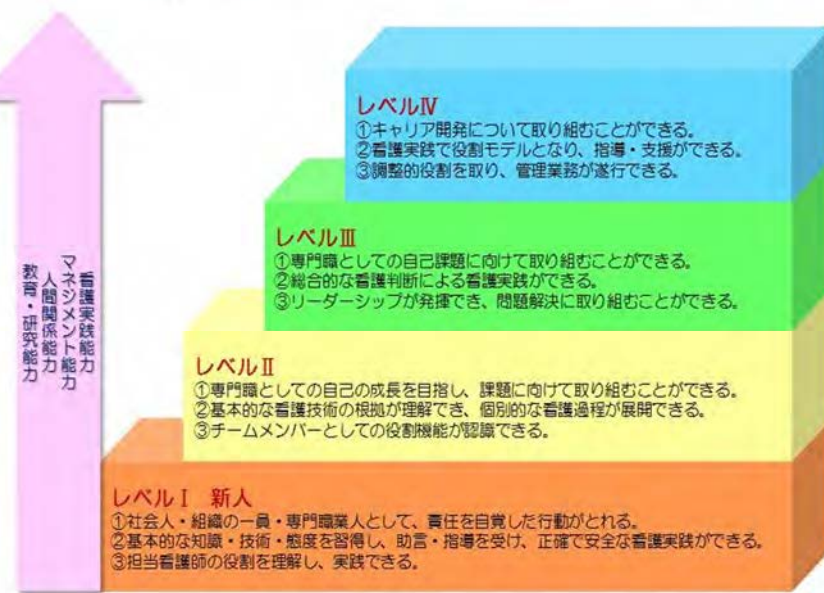 レベルⅣ
①キャリア開発について取り組むことができる。
②看護実践で役割モデルとなり、指導・支援ができる。
③調整的役割を取り、管理業務が遂行できる。
レベルⅢ
①専門職としての自己課題に向けて取り組むことができる。
②総合的な看護判断による看護実践ができる。
③リーダーシップが発揮でき、問題解決に取り組むことができる。
レベルⅡ
①専門職としての自己の成長を目指し、課題に向けて取り組むことができる。
②基本的な看護技術の根拠が理解でき、個別的な看護過程が展開できる。
③チームメンバーとしての役割機能が認識できる。
レベルⅠ 新人
①社会人・組織の一員・専門職業人として、責任を自覚した行動がとれる。
②基本的な知識・技術・態度を習得し、助言・指導を受け、正確で安全な看護実践ができる。
③担当看護師の役割を理解し、実践できる。
看護実践能力
マネジメント能力
人間関係能力
教育・研究能力